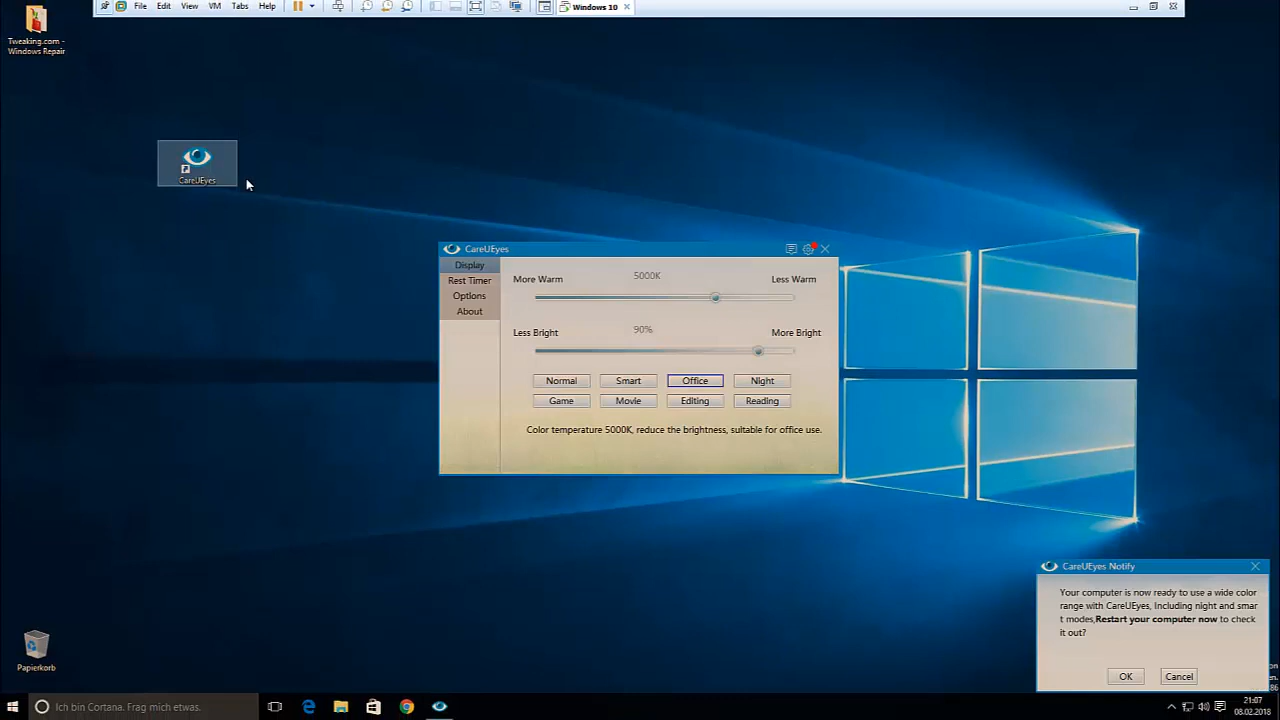 File Edit View VM Tabs Help
Windows 10
Tweaking.com -
Windows Repair
CareUEyes
CareUEyes
Display
Rest Timer
Options
About
5000K
More Warm Less Warm
90%
Less Bright More Bright
Normal Smart Office Night
Game Movie Editing Reading
Color temperature 5000K, reduce the brightness, suitable for office use.
CareUEyes Notify
Your computer is now ready to use a wide color
range with CareUEyes, Including night and smar
t modes,Restart your computer now to check
it out?
OK Cancel
Papierkorb
Ich bin Cortana. Frag mich etwas.
21:07
08.02.2018